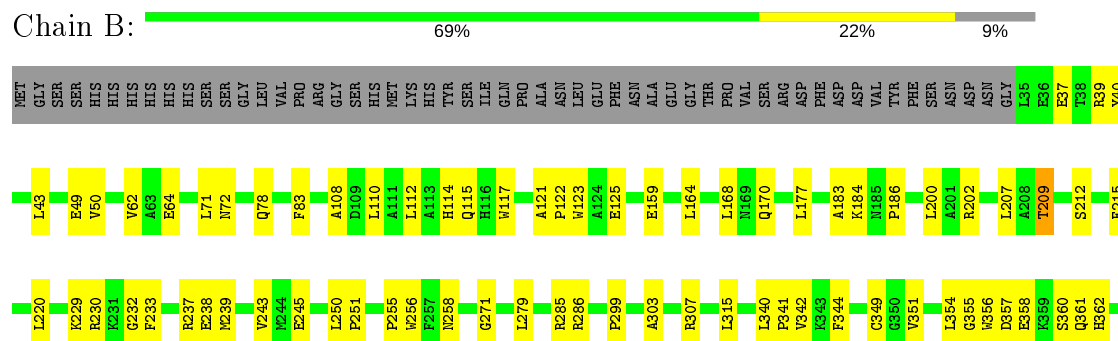 Chain B:
69% 22% 9%
MET GLY SER SER HIS HIS HIS HIS HIS HIS SER SER GLY LEU VAL PRO ARG GLY SER HIS MET LYS HIS TYR SER ILE GLN PRO ALA ASN LEU GLU PHE ASN ALA GLU GLY THR PRO VAL SER ARG ASP PHE ASP ASP VAL TYR PHE SER ASN ASP ASN GLY L35 E36 E37 T38 R39 Y40
L43 E49 V50 V62 A63 E64 L71 N72 Q78 F83 A108 D109 L110 A111 L112 A113 H114 Q115 H116 W117 A121 P122 W123 A124 E125 E159 L164 L168 N169 Q170 L177 A183 K184 N185 P186 L200 A201 R202 L207 A208 T209 S212 E215
L220 K229 R230 K231 G232 F233 R237 E238 M239 V243 M244 E245 L250 P251 P255 W256 F257 N258 G271 L279 R285 R286 P299 A303 R307 L315 L340 P341 V342 K343 F344 C349 G350 V351 L354 G355 W356 D357 E358 K359 S360 Q361 H362